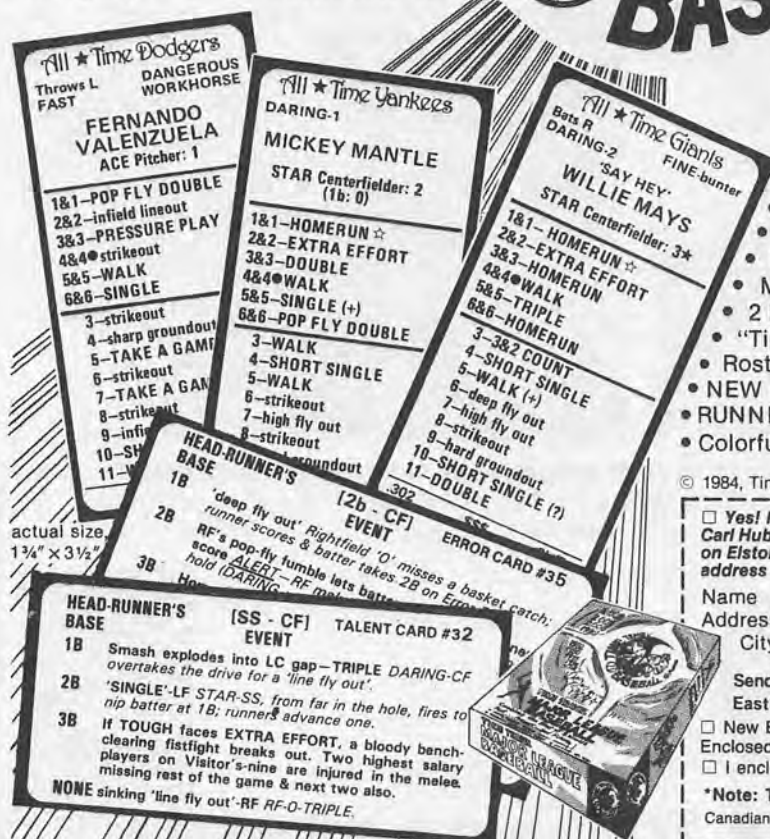 BAS
All ★ Time Dodgers
Throws L DANGEROUS
FAST WORKHORSE
FERNANDO
VALENZUELA
ACE Pitcher: 1
1&1–POP FLY DOUBLE
2&2–infield lineout
3&3–PRESSURE PLAY
4&4●strikeout
5&5–WALK
6&6–SINGLE
3–strikeout
4–sharp groundout
5–TAKE A GAM
6–strikeout
7–TAKE A GAM
8–strikeout
9–infie
10–SH
11–W
All ★ Time Yankees
DARING-1
MICKEY MANTLE
STAR Centerfielder: 2
(1b: 0)
1&1–HOMERUN ☆
2&2–EXTRA EFFORT
3&3–DOUBLE
4&4●WALK
5&5–SINGLE (+)
6&6–POP FLY DOUBLE
3–WALK
4–SHORT SINGLE
5–WALK
6–strikeout
7–high fly out
8–strikeout
groundout
All ★ Time Giants
Bats R
DARING-2 FINE-bunter
'SAY HEY'
WILLIE MAYS
STAR Centerfielder: 3★
1&1– HOMERUN ☆
2&2–EXTRA EFFORT
3&3–HOMERUN
4&4●WALK
5&5–TRIPLE
6&6–HOMERUN
3–3&2 COUNT
4–SHORT SINGLE
5–WALK (+)
6–deep fly out
7–high fly out
8–strikeout
9–hard groundout
10–SHORT SINGLE (?)
11–DOUBLE
.302
actual size,
1¾" × 3½"
HEAD-RUNNER'S [2b - CF] ERROR CARD #35
BASE EVENT
1B 'deep fly out' Rightfield 'O' misses a basket catch;
runner scores & batter takes 2B on Error
2B RF's pop-fly fumble lets
score ALERT–RF
hold (DARING
3B
HEAD-RUNNER'S [SS - CF] TALENT CARD #32
BASE EVENT
1B Smash explodes into LC gap–TRIPLE DARING-CF
overtakes the drive for a 'line fly out'.
2B 'SINGLE'-LF STAR-SS, from far in the hole, fires to
nip batter at 1B; runners advance one.
3B If TOUGH faces EXTRA EFFORT, a bloody bench-
clearing fistfight breaks out. Two highest salary
players on Visitor's-nine are injured in the melee
missing rest of the game & next two also.
NONE sinking 'line fly out'-RF RF-O-TRIPLE.
MAJOR LEAGUE
BASEBALL
MAJOR LEAGUE
BASEBALL
• M
• 2
• "Ti
• Rost
• NEW
• RUNNI
• Colorfu
© 1984, Tin
□ Yes!
Carl Hub
on Elsto
address
Name
Addres
City
Send
East
□ New E
Enclosed
□ I encl
*Note: T
Canadian